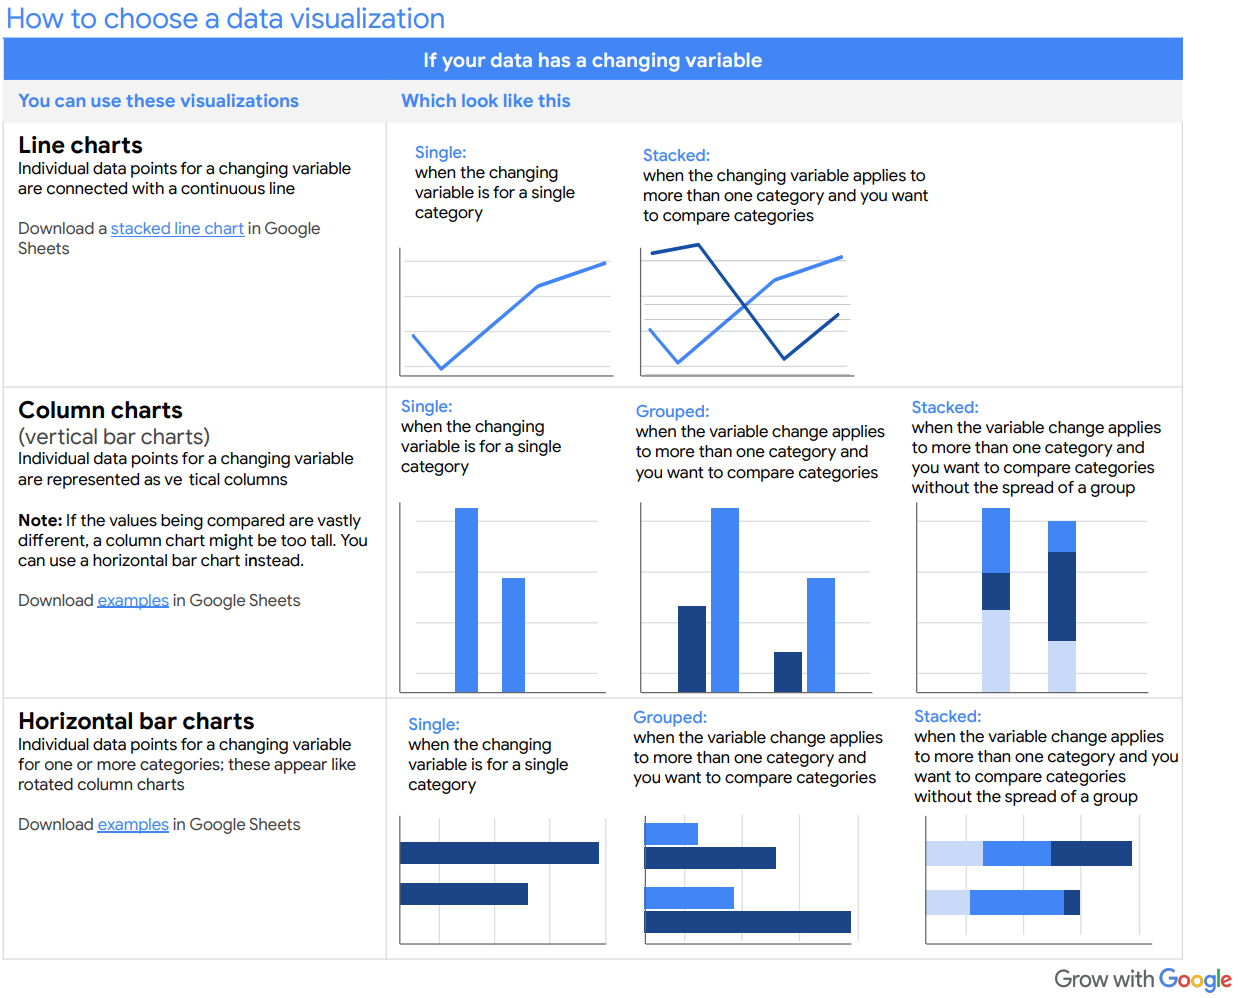 How to choose a data visualization
If your data has a changing variable
You can use these visualizations
Which look like this
Line charts
Individual data points for a changing variable
are connected with a continuous line
Download a stacked line chart in Google
Sheets
Single:
when the changing
variable is for a single
category
Stacked:
when the changing variable applies to
more than one category and you want
to compare categories
Column charts
(vertical bar charts)
Individual data points for a changing variable
are represented as ve tical columns
Note: If the values being compared are vastly
different, a column chart might be too tall. You
can use a horizontal bar chart instead.
Download examples in Google Sheets
Single:
when the changing
variable is for a single
category
Grouped:
when the variable change applies
to more than one category and
you want to compare categories
Stacked:
when the variable change applies
to more than one category and
you want to compare categories
without the spread of a group
Horizontal bar charts
Individual data points for a changing variable
for one or more categories; these appear like
rotated column charts
Download examples in Google Sheets
Single:
when the changing
variable is for a single
category
Grouped:
when the variable change applies
to more than one category and
you want to compare categories
Stacked:
when the variable change applies
to more than one category and you
want to compare categories
without the spread of a group
Grow with Google